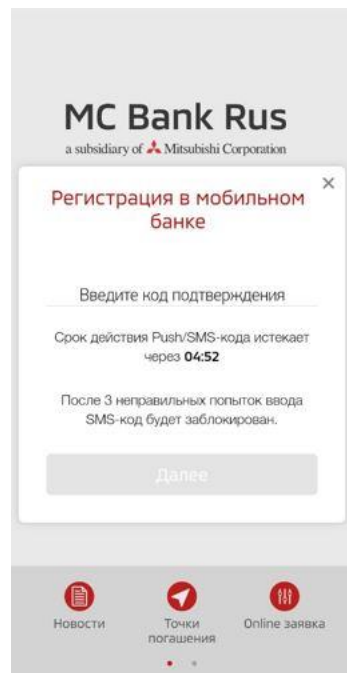 MC Bank Rus
a subsidiary of Mitsubishi Corporation
Регистрация в мобильном
банке
Введите код подтверждения
Срок действия Push/SMS-кода истекает
через 04:52
После 3 неправильных попыток ввода
SMS-код будет заблокирован.
Далее
Новости
Точки
погашения
Online заявка